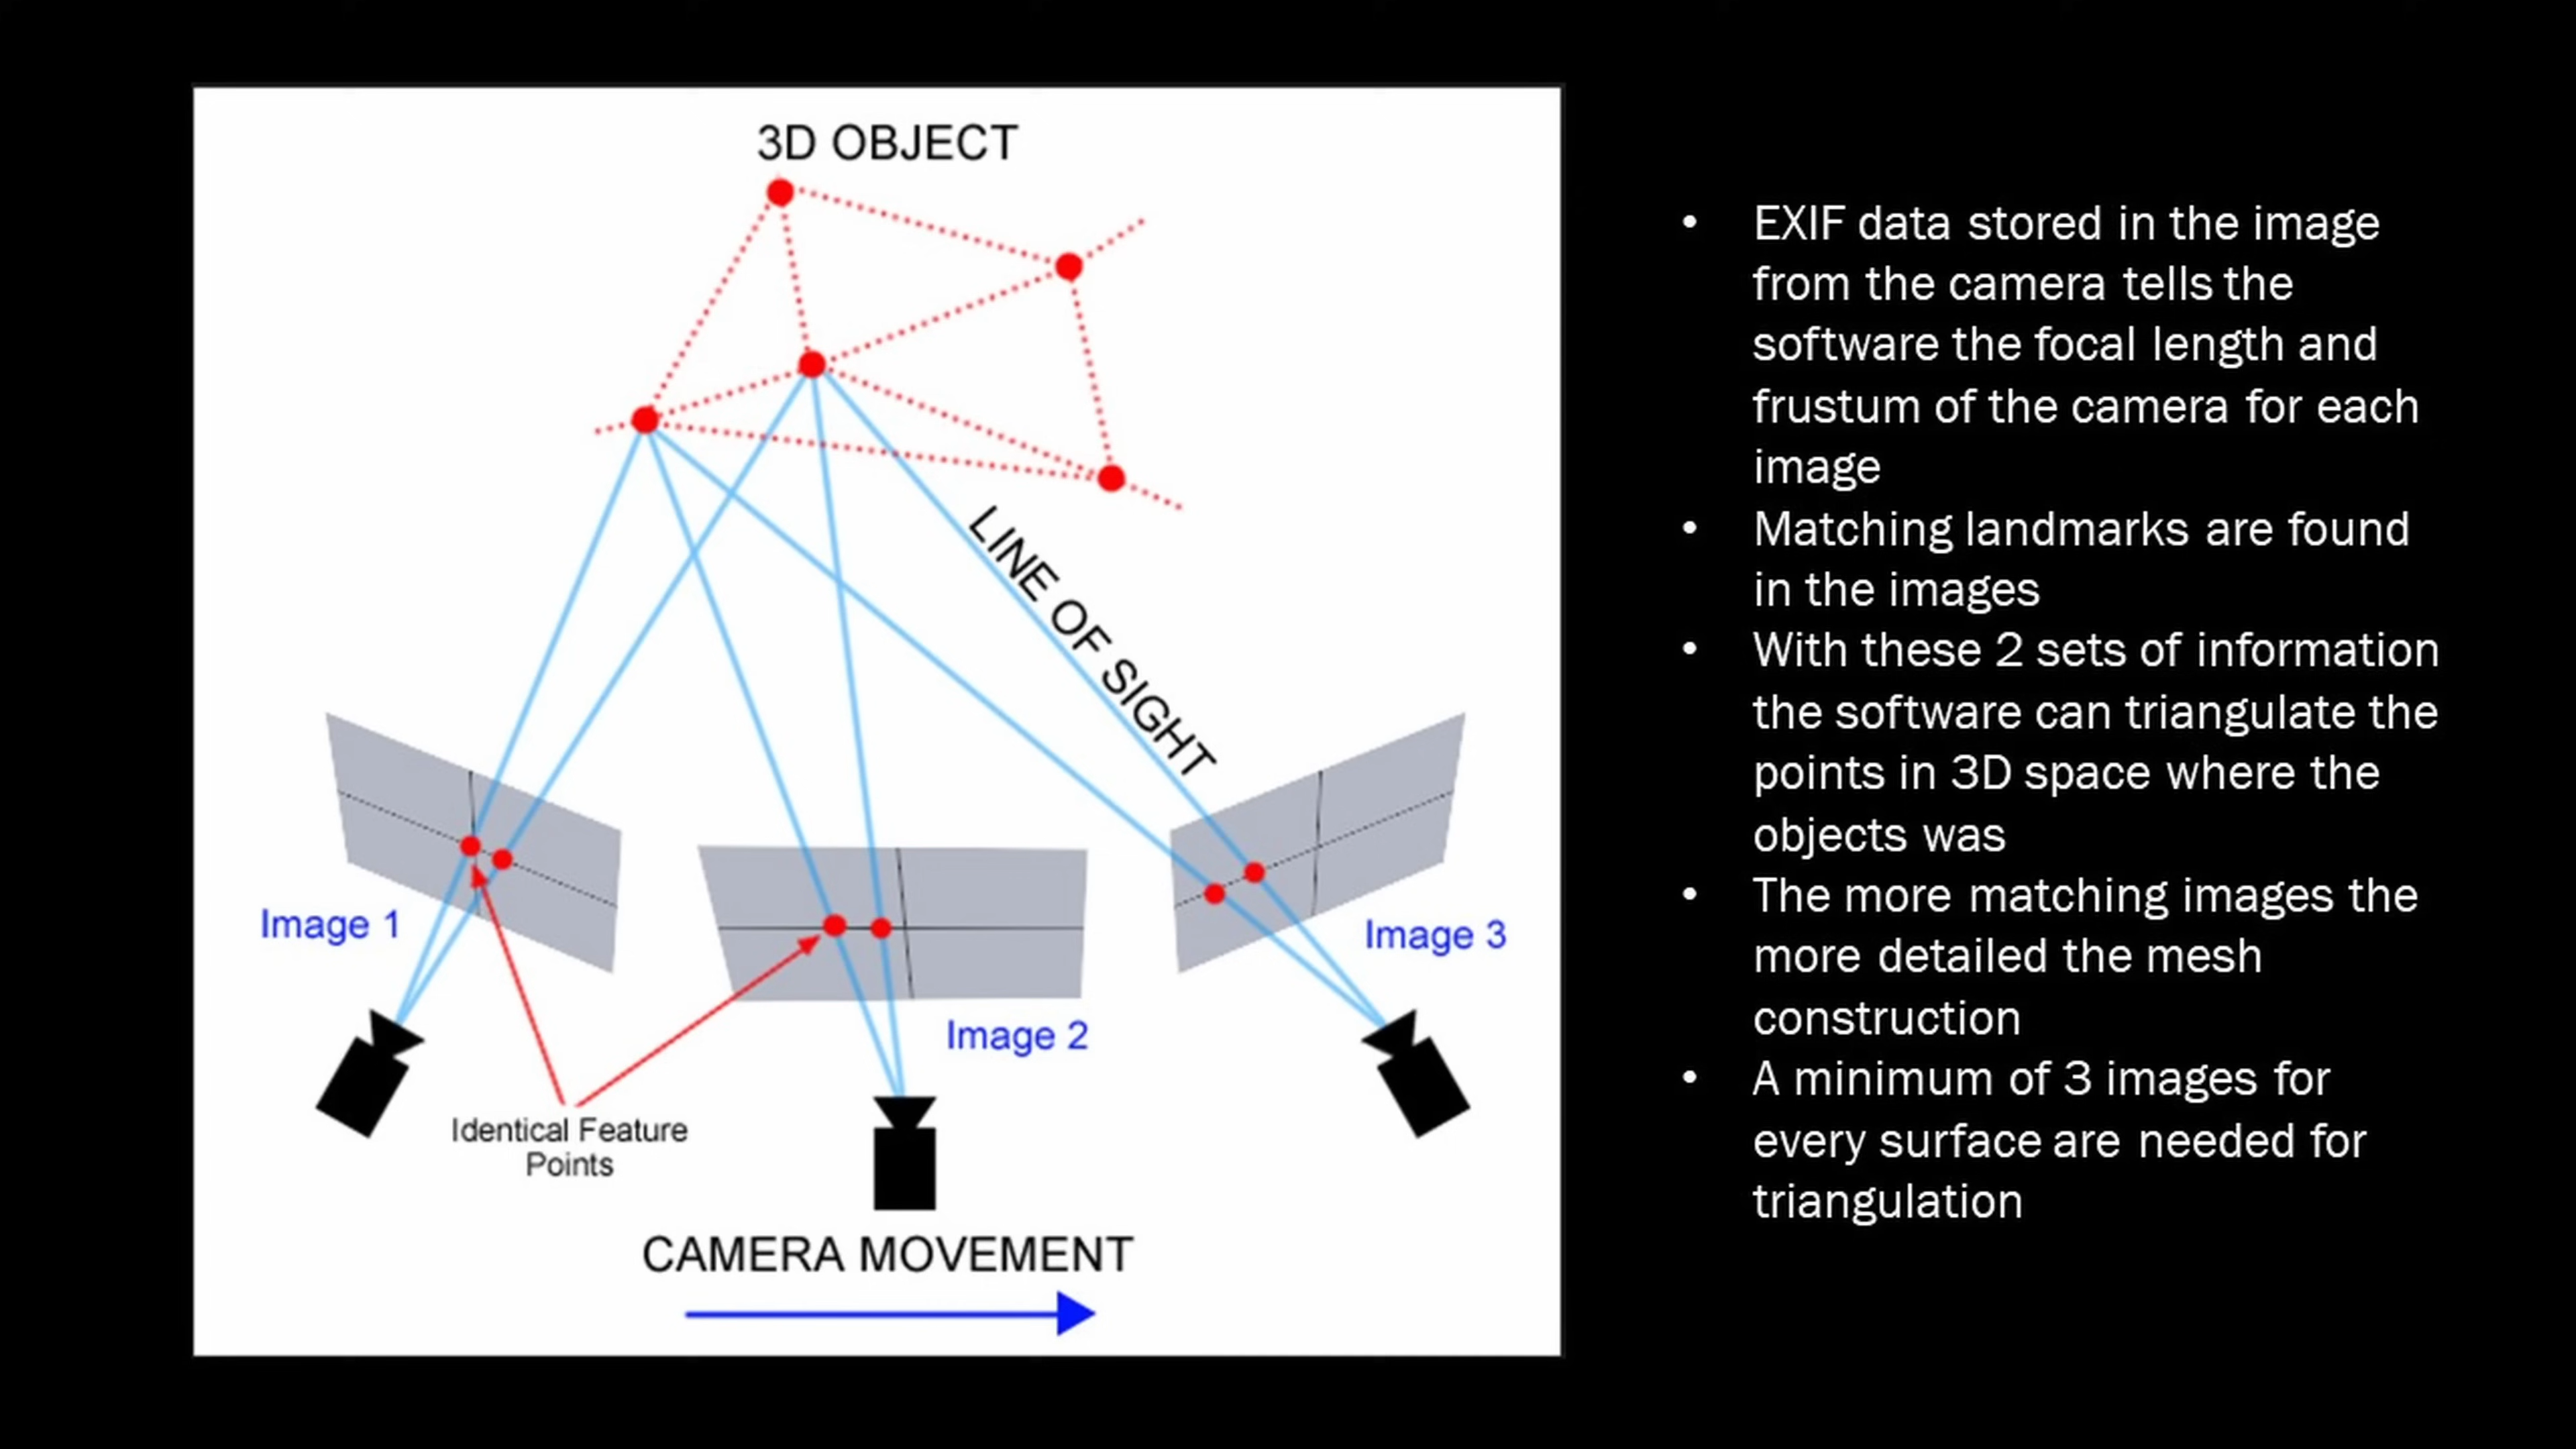 3D OBJECT
LINE OF SIGHT
Image 1
Image 2
Image 3
Identical Feature
Points
CAMERA MOVEMENT
• EXIF data stored in the image
from the camera tells the
software the focal length and
frustum of the camera for each
image
• Matching landmarks are found
in the images
• With these 2 sets of information
the software can triangulate the
points in 3D space where the
objects was
• The more matching images the
more detailed the mesh
construction
• A minimum of 3 images for
every surface are needed for
triangulation